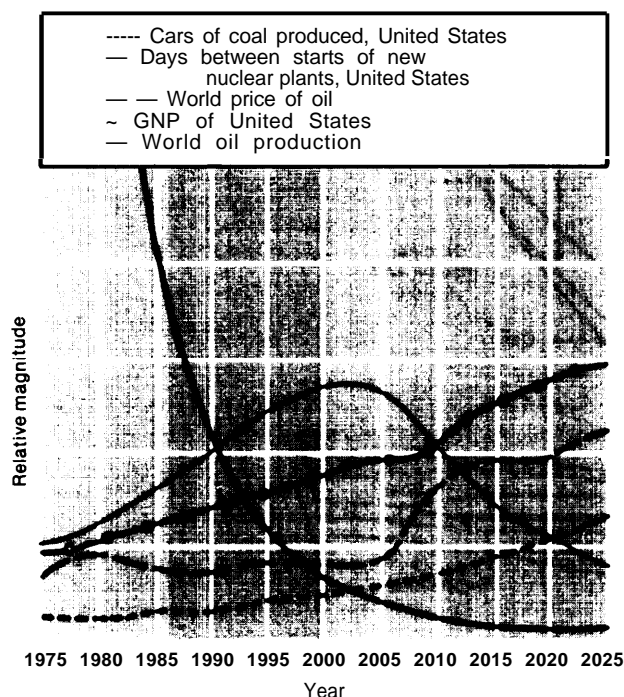 ----- Cars of coal produced, United States
— Days between starts of new
nuclear plants, United States
— — World price of oil
~ GNP of United States
— World oil production
Relative magnitude
1975 1980 1985 1990 1995 2000 2005 2010 2015 2020 2025
Year